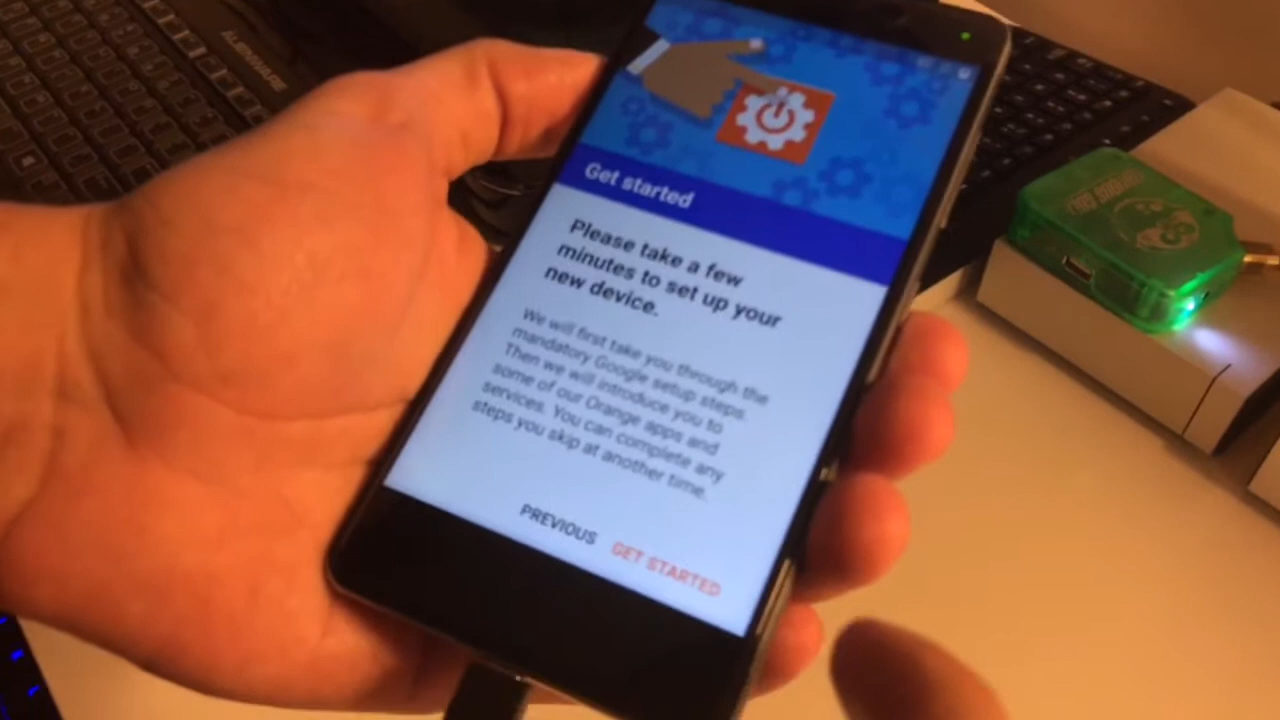 Get started
Please take a few
minutes to set up your
new device.
We will first take you through the
mandatory Google setup steps.
Then we will introduce you to
some of our Orange apps and
services. You can complete any
steps you skip at another time.
PREVIOUS
GET STARTED